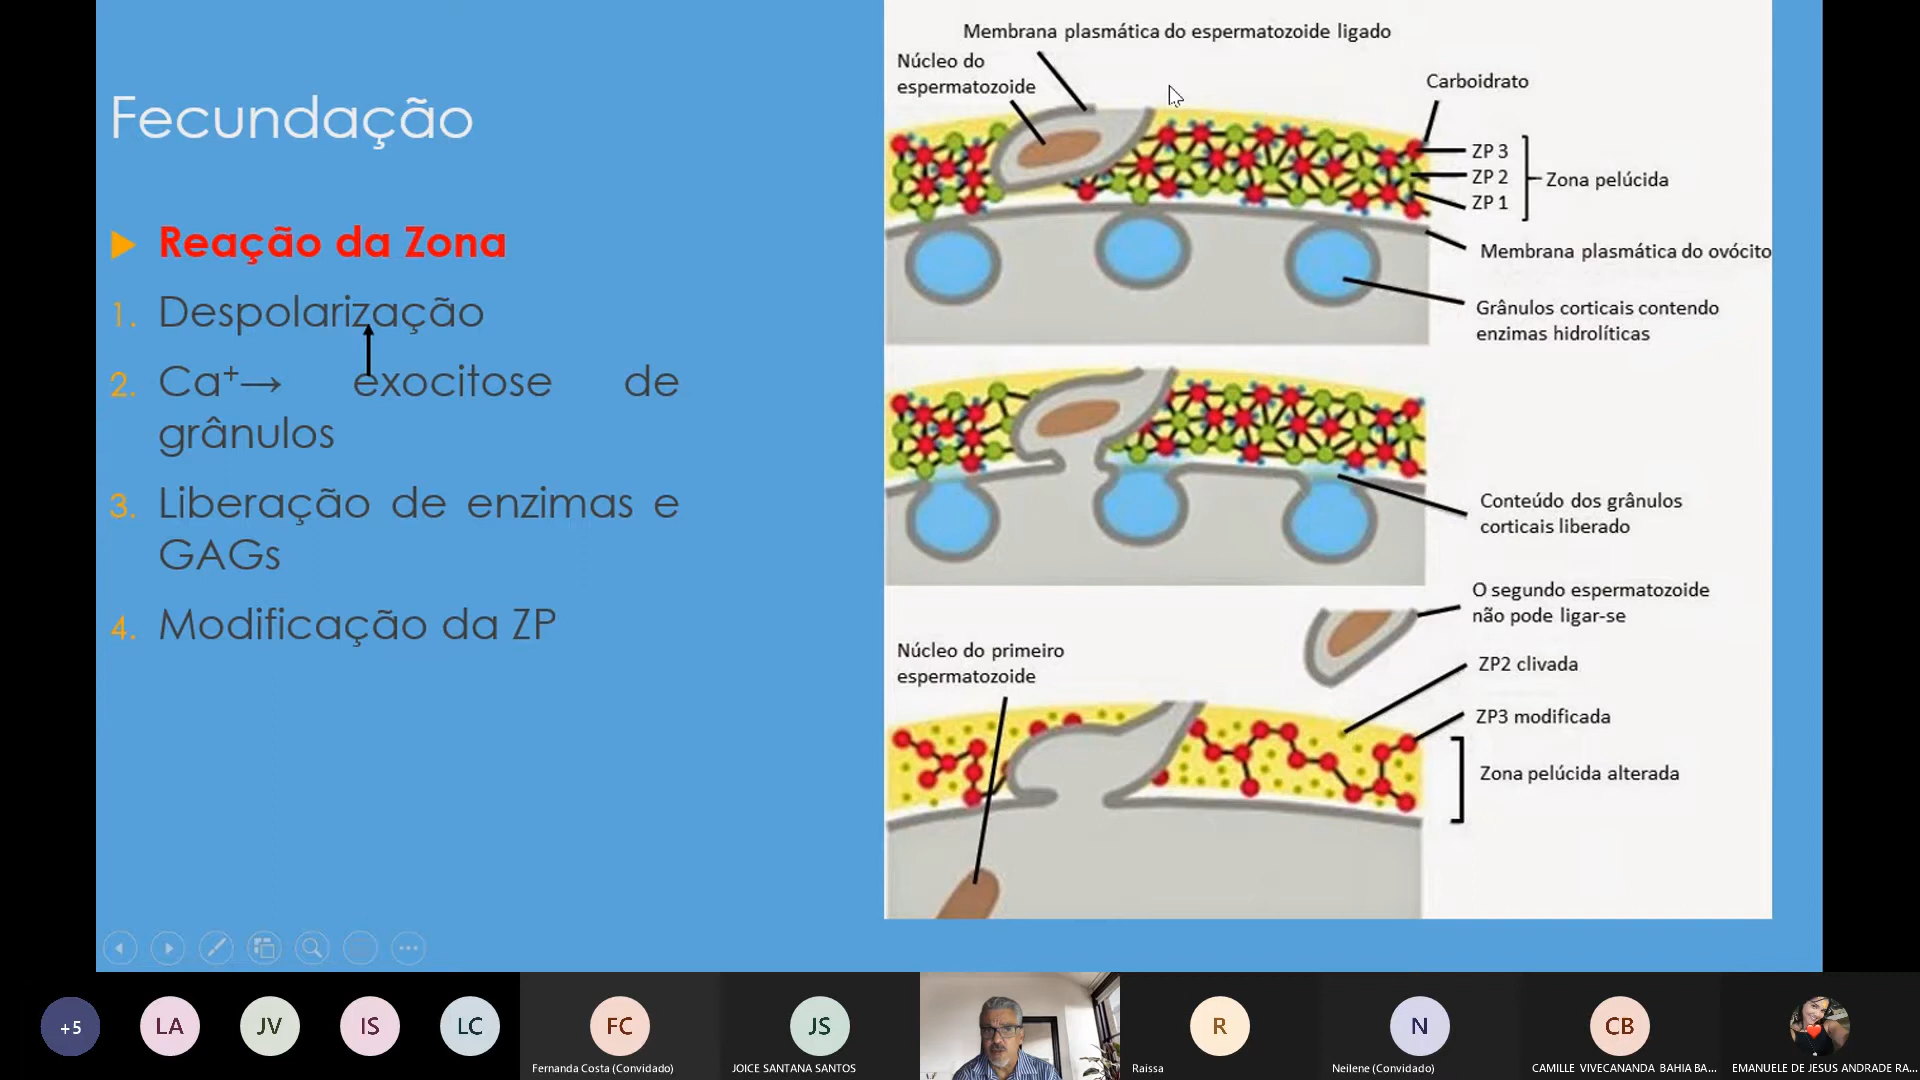 Fecundação
Reação da Zona
1. Despolarização
2. Ca⁺→ exocitose de
grânulos
3. Liberação de enzimas e
GAGs
4. Modificação da ZP
Membrana plasmática do espermatozoide ligado
Núcleo do
espermatozoide
Carboidrato
ZP 3
ZP 2
ZP 1
Zona pelúcida
Membrana plasmática do ovócito
Grânulos corticais contendo
enzimas hidrolíticas
Conteúdo dos grânulos
corticais liberado
O segundo espermatozoide
não pode ligar-se
Núcleo do primeiro
espermatozoide
ZP2 clivada
ZP3 modificada
Zona pelúcida alterada
+5
LA
JV
IS
LC
FC
Fernanda Costa (Convidado)
JS
JOICE SANTANA SANTOS
R
Raissa
N
Neilene (Convidado)
CB
CAMILLE VIVECANANDA BAHIA BA...
EMANUELE DE JESUS ANDRADE RA...